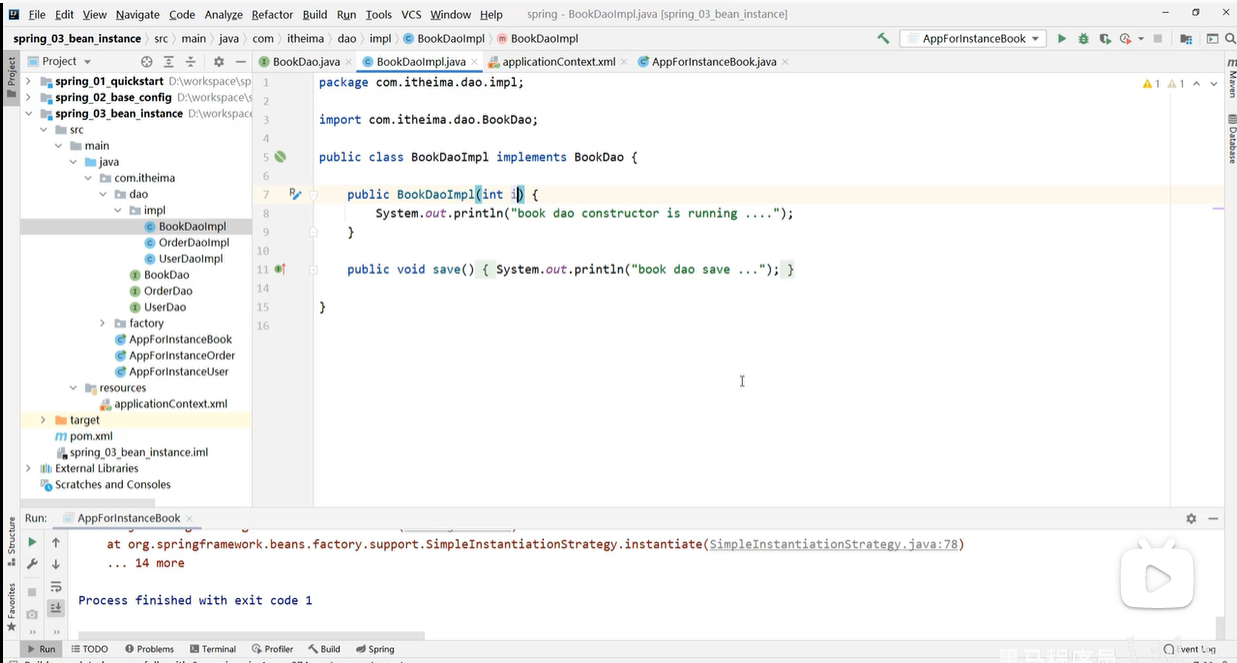 File Edit View Navigate Code Analyze Refactor Build Run Tools VCS Window Help spring - BookDaoImpl.java [spring_03_bean_instance]
spring_03_bean_instance src main java com itheima dao impl BookDaoImpl BookDaoImpl AppForInstanceBook
Project BookDao.java BookDaoImpl.java applicationContext.xml AppForInstanceBook.java
Project
Maven
Database
spring_01_quickstart D:\workspace\sp
spring_02_base_config D:\workspace\s
spring_03_bean_instance D:\workspace
src
main
java
com.itheima
dao
impl
BookDaoImpl
OrderDaoImpl
UserDaoImpl
BookDao
OrderDao
UserDao
factory
AppForInstanceBook
AppForInstanceOrder
AppForInstanceUser
resources
applicationContext.xml
target
pom.xml
spring_03_bean_instance.iml
External Libraries
Scratches and Consoles
1 package com.itheima.dao.impl;
1 1
2
3 import com.itheima.dao.BookDao;
4
5 public class BookDaoImpl implements BookDao {
6
7 public BookDaoImpl(int i) {
8 System.out.println("book dao constructor is running ....");
9 }
10
11 public void save() { System.out.println("book dao save ..."); }
14
15 }
16
Run: AppForInstanceBook
Structure
Favorites
at org.springframework.beans.factory.support.SimpleInstantiationStrategy.instantiate(SimpleInstantiationStrategy.java:78)
... 14 more
Process finished with exit code 1
Run TODO Problems Terminal Profiler Build Spring Event Log